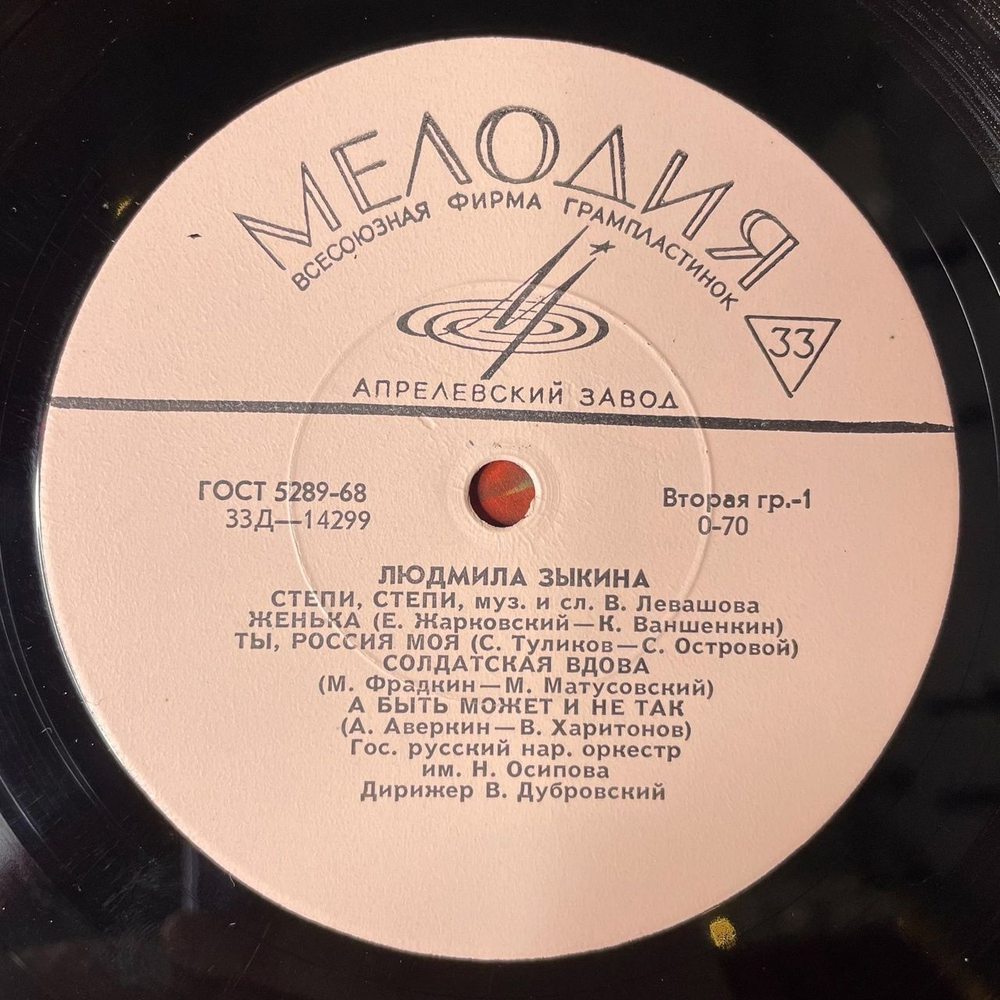 МЕЛОДИЯ
ВСЕСОЮЗНАЯ ФИРМА ГРАМПЛАСТИНОК
33
АПРЕЛЕВСКИЙ ЗАВОД
ГОСТ 5289-68
33Д—14299
Вторая гр.-1
0-70
ЛЮДМИЛА ЗЫКИНА
СТЕПИ, СТЕПИ, муз. и сл. В. Левашова
ЖЕНЬКА (Е. Жарковский—К. Ваншенкин)
ТЫ, РОССИЯ МОЯ (С. Туликов—С. Островой)
СОЛДАТСКАЯ ВДОВА
(М. Фрадкин—М. Матусовский)
А БЫТЬ МОЖЕТ И НЕ ТАК
(А. Аверкин—В. Харитонов)
Гос. русский нар. оркестр
им. Н. Осипова
Дирижер В. Дубровский